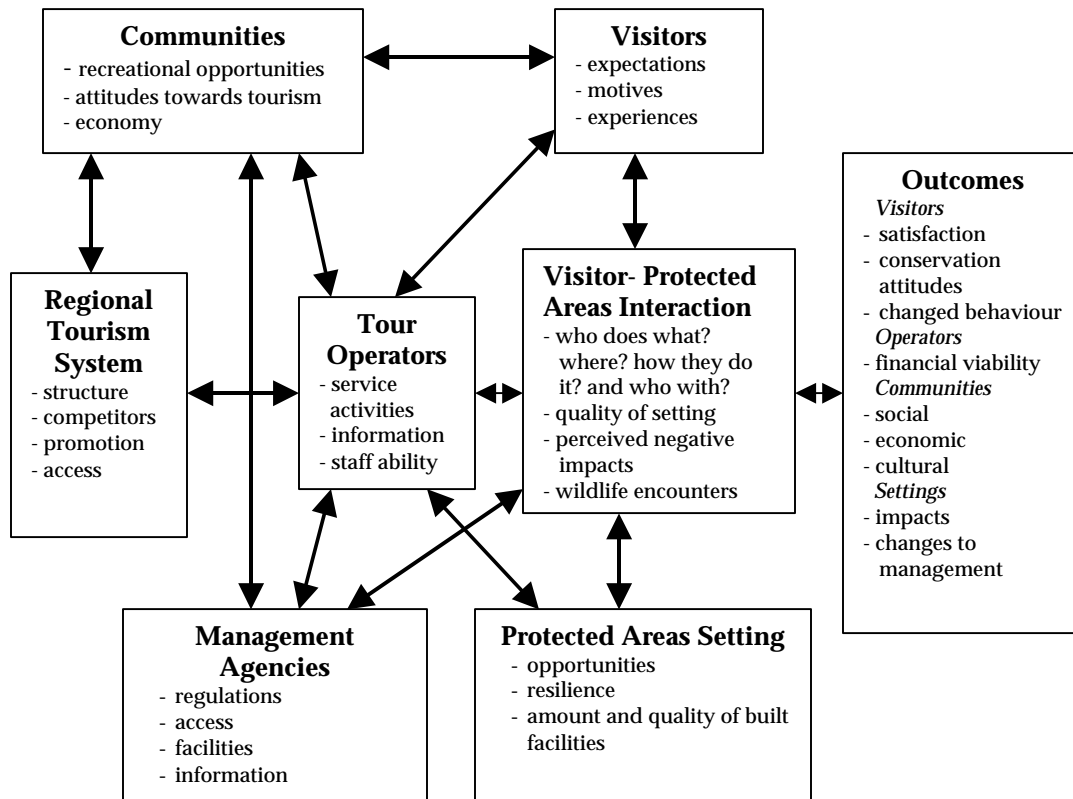 Communities
- recreational opportunities
- attitudes towards tourism
- economy
Visitors
- expectations
- motives
- experiences
Regional
Tourism
System
- structure
- competitors
- promotion
- access
Tour
Operators
- service
activities
- information
- staff ability
Visitor- Protected
Areas Interaction
- who does what?
where? how they do
it? and who with?
- quality of setting
- perceived negative
impacts
- wildlife encounters
Outcomes
Visitors
- satisfaction
- conservation
attitudes
- changed behaviour
Operators
- financial viability
Communities
- social
- economic
- cultural
Settings
- impacts
- changes to
management
Management
Agencies
- regulations
- access
- facilities
- information
Protected Areas Setting
- opportunities
- resilience
- amount and quality of built
facilities